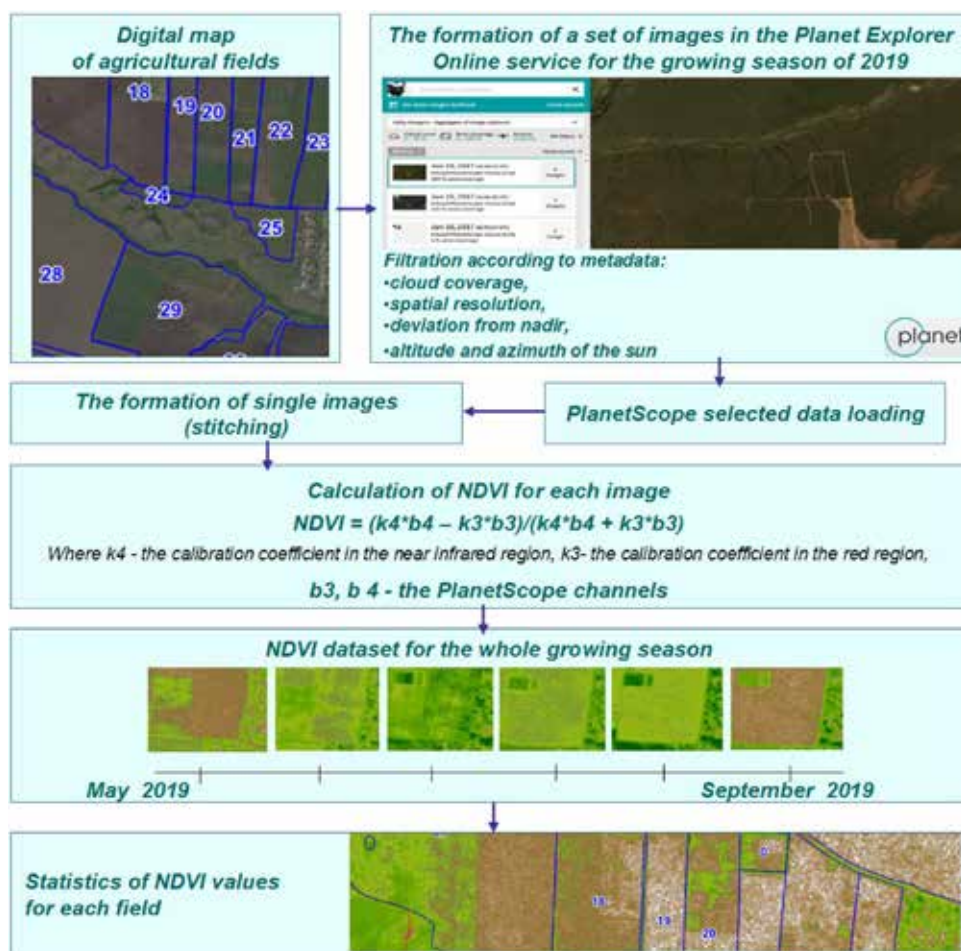 Digital map
of agricultural fields
18
19
20
21
22
23
24
25
28
29
The formation of a set of images in the Planet Explorer
Online service for the growing season of 2019
Filtration according to metadata:
•cloud coverage,
•spatial resolution,
•deviation from nadir,
•altitude and azimuth of the sun
planet
The formation of single images
(stitching)
PlanetScope selected data loading
Calculation of NDVI for each image
NDVI = (k4*b4 – k3*b3)/(k4*b4 + k3*b3)
Where k4 - the calibration coefficient in the near infrared region, k3- the calibration coefficient in the red region,
b3, b 4 - the PlanetScope channels
NDVI dataset for the whole growing season
May 2019
September 2019
Statistics of NDVI values
for each field
18
19
20